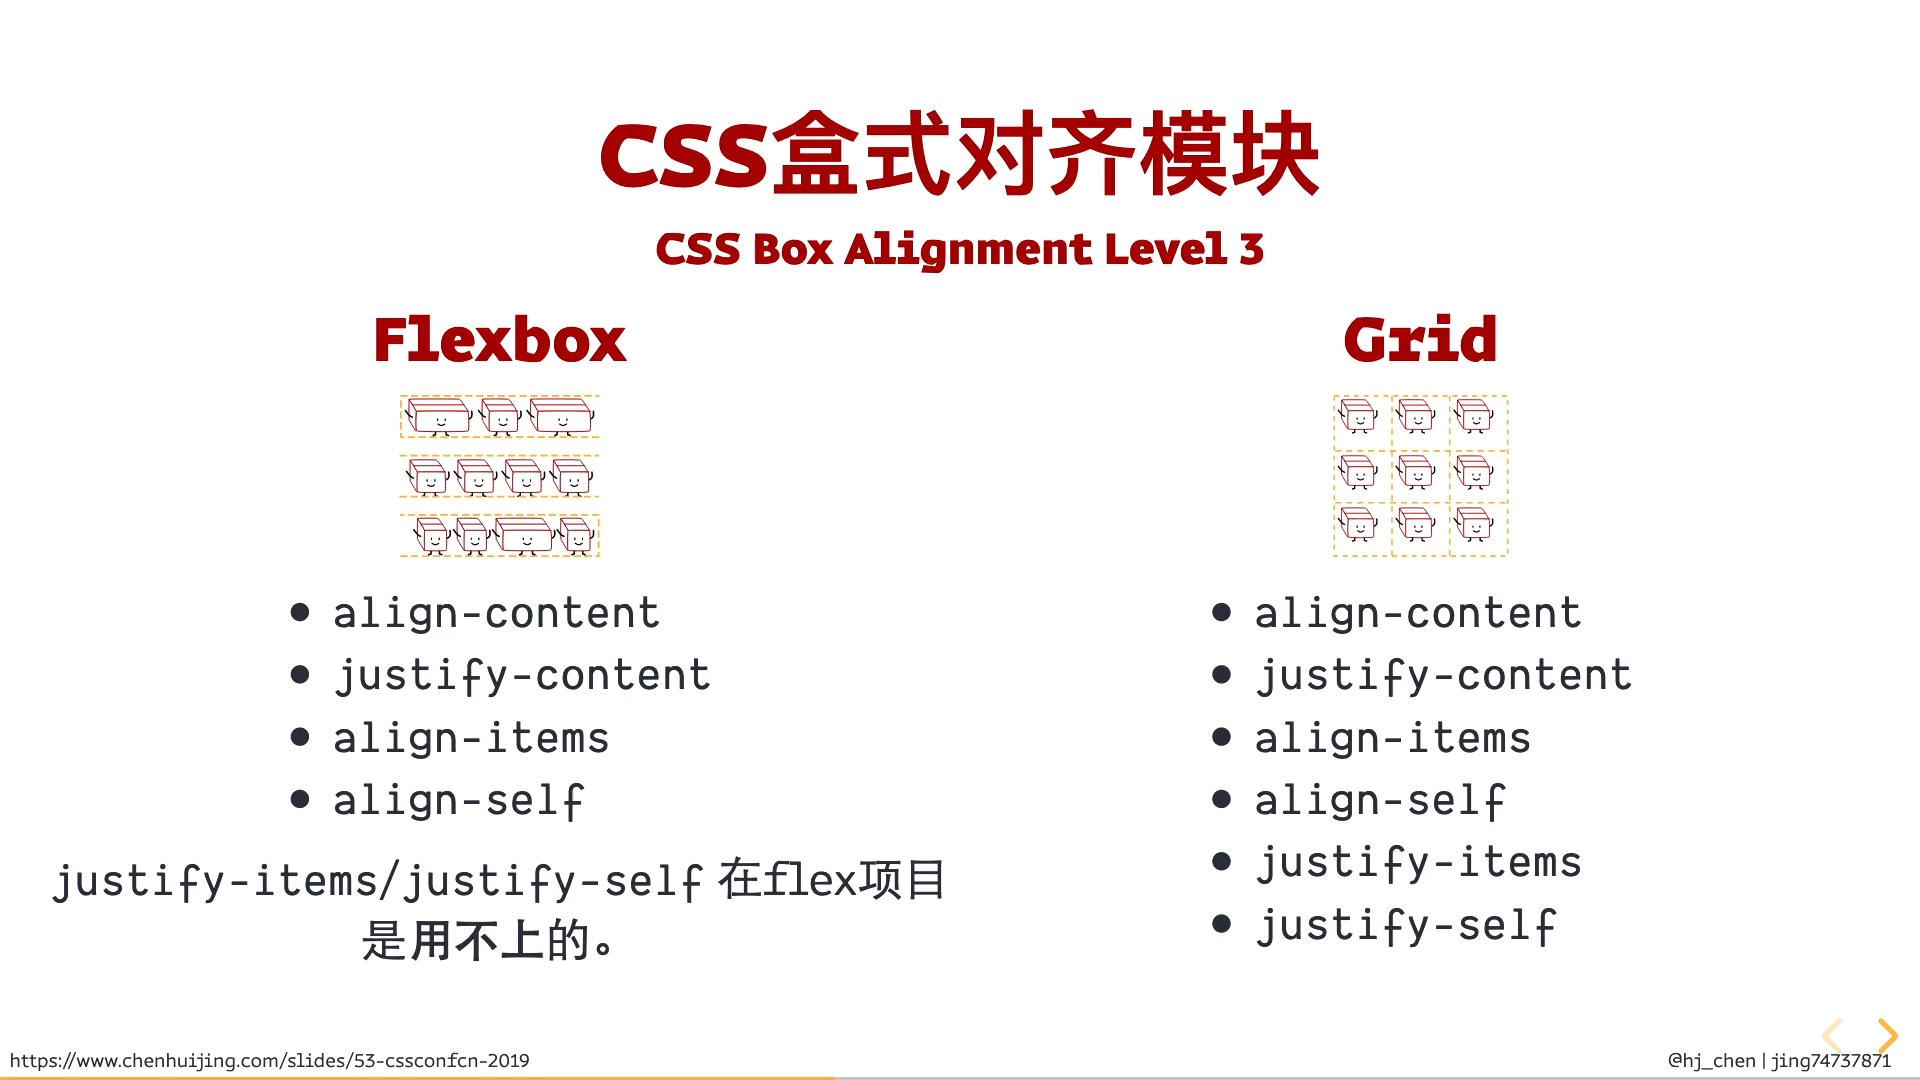 CSS盒式对齐模块
CSS Box Alignment Level 3
Flexbox
align-content
justify-content
align-items
align-self
justify-items/justify-self 在flex项目
是用不上的。
Grid
align-content
justify-content
align-items
align-self
justify-items
justify-self
https://www.chenhuijing.com/slides/53-cssconfcn-2019
@hj_chen | jing74737871